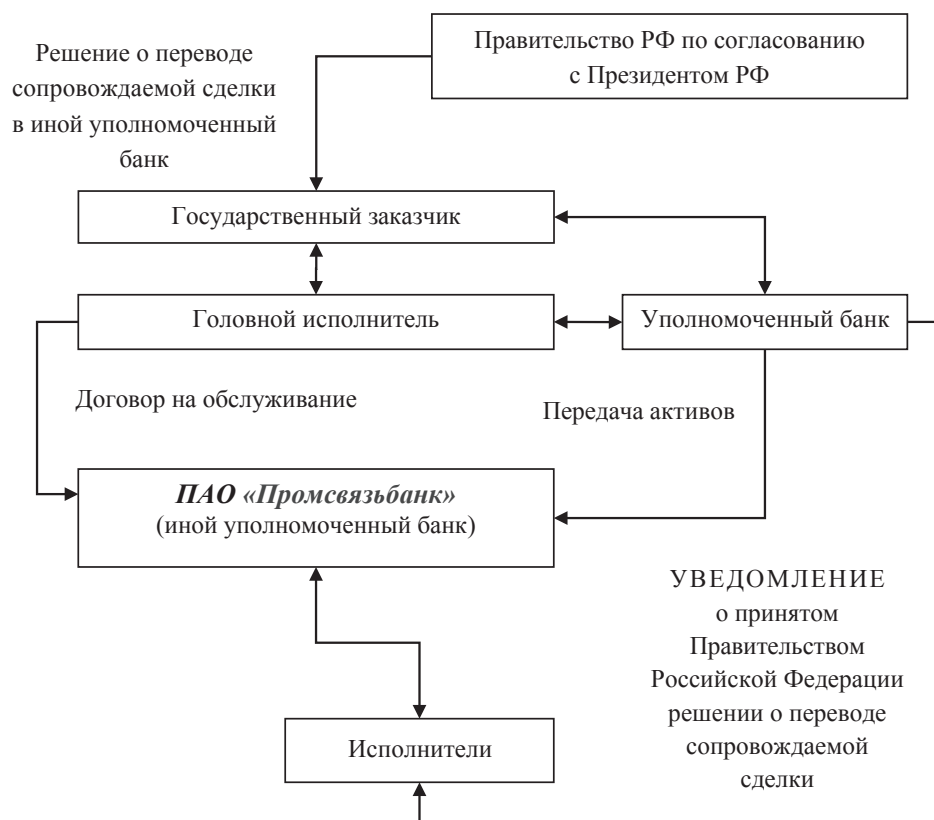 Решение о переводе
сопровождаемой сделки
в иной уполномоченный
банк
Правительство РФ по согласованию
с Президентом РФ
Государственный заказчик
Головной исполнитель
Уполномоченный банк
Договор на обслуживание
Передача активов
ПАО «Промсвязьбанк»
(иной уполномоченный банк)
УВЕДОМЛЕНИЕ
о принятом
Правительством
Российской Федерации
решении о переводе
сопровождаемой
сделки
Исполнители